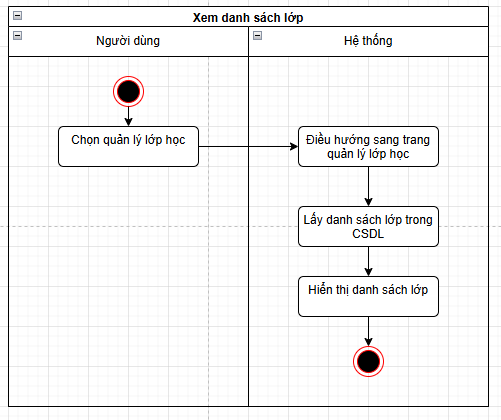 Xem danh sách lớp
Người dùng
Hệ thống
Chọn quản lý lớp học
Điều hướng sang trang
quản lý lớp học
Lấy danh sách lớp trong
CSDL
Hiển thị danh sách lớp